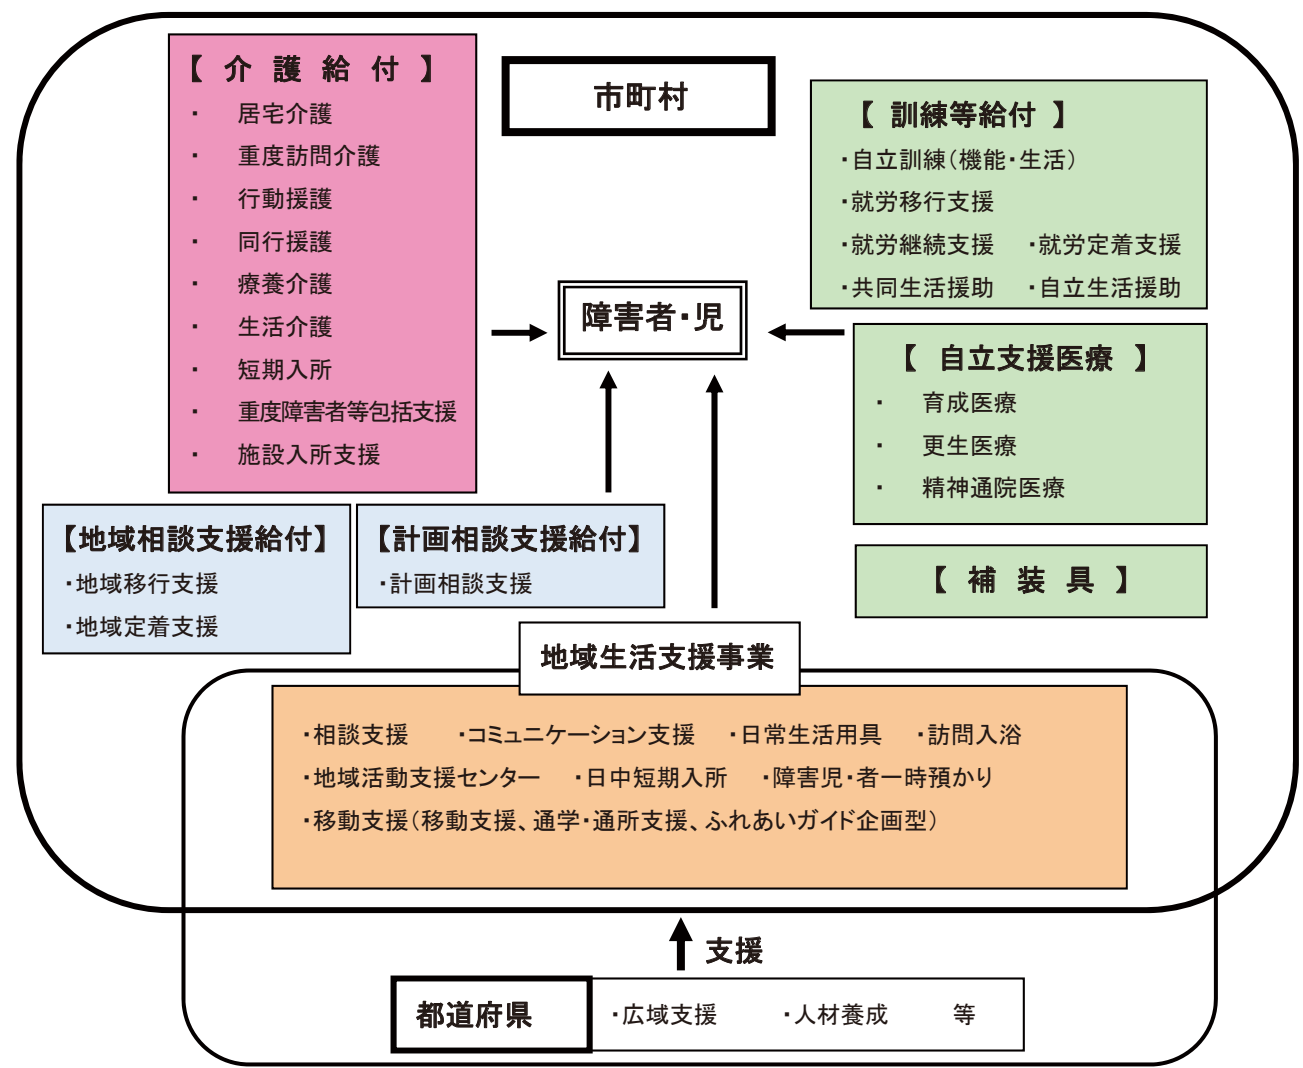 【 介 護 給 付 】
・ 居宅介護
・ 重度訪問介護
・ 行動援護
・ 同行援護
・ 療養介護
・ 生活介護
・ 短期入所
・ 重度障害者等包括支援
・ 施設入所支援
市町村
【 訓練等給付 】
・自立訓練（機能・生活）
・就労移行支援
・就労継続支援 ・就労定着支援
・共同生活援助 ・自立生活援助
障害者・児
【 自立支援医療 】
・ 育成医療
・ 更生医療
・ 精神通院医療
【地域相談支援給付】
・地域移行支援
・地域定着支援
【計画相談支援給付】
・計画相談支援
【 補 装 具 】
地域生活支援事業
・相談支援 ・コミュニケーション支援 ・日常生活用具 ・訪問入浴
・地域活動支援センター ・日中短期入所 ・障害児・者一時預かり
・移動支援（移動支援、通学・通所支援、ふれあいガイド企画型）
支援
都道府県
・広域支援 ・人材養成 等